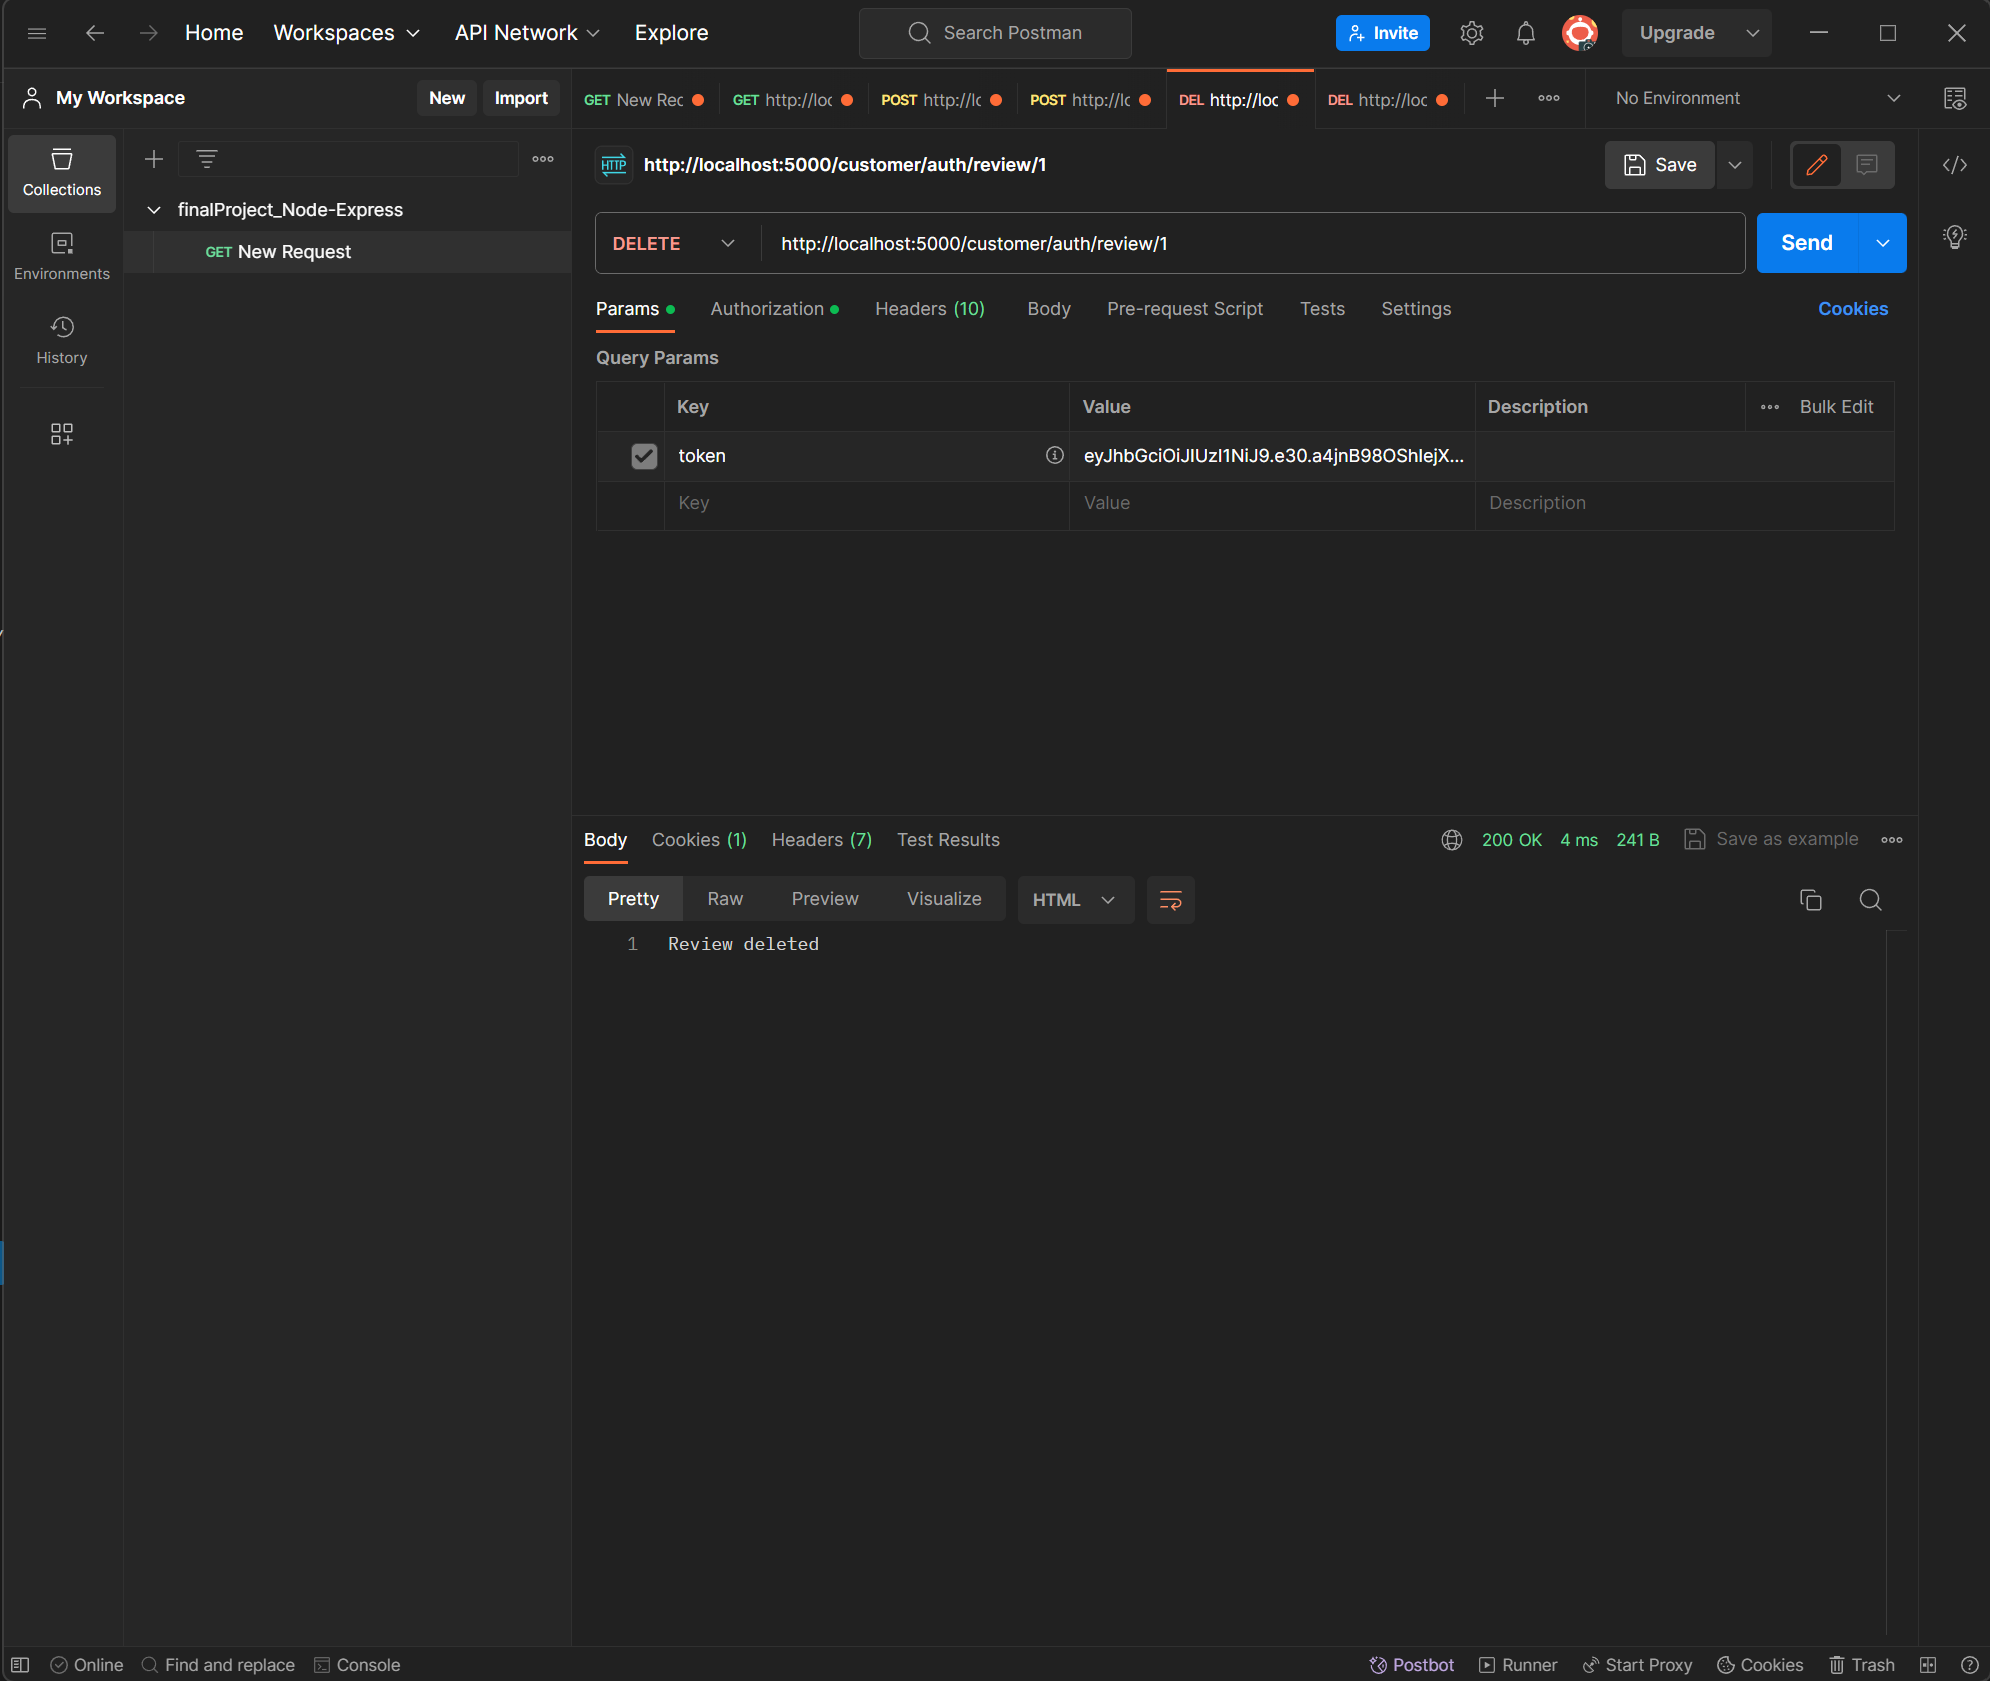 Home Workspaces API Network Explore Search Postman Invite Upgrade
My Workspace New Import GET New Rec GET http://loc POST http://lc POST http://lc DEL http://loc DEL http://loc No Environment
Collections
Environments
History
finalProject_Node-Express
GET New Request
HTTP http://localhost:5000/customer/auth/review/1 Save
DELETE http://localhost:5000/customer/auth/review/1 Send
Params Authorization Headers (10) Body Pre-request Script Tests Settings Cookies
Query Params
Key Value Description Bulk Edit
token eyJhbGciOiJIUzI1NiJ9.e30.a4jnB98OShIejX...
Key Value Description
Body Cookies (1) Headers (7) Test Results 200 OK 4 ms 241 B Save as example
Pretty Raw Preview Visualize HTML
1 Review deleted
Online Find and replace Console Postbot Runner Start Proxy Cookies Trash